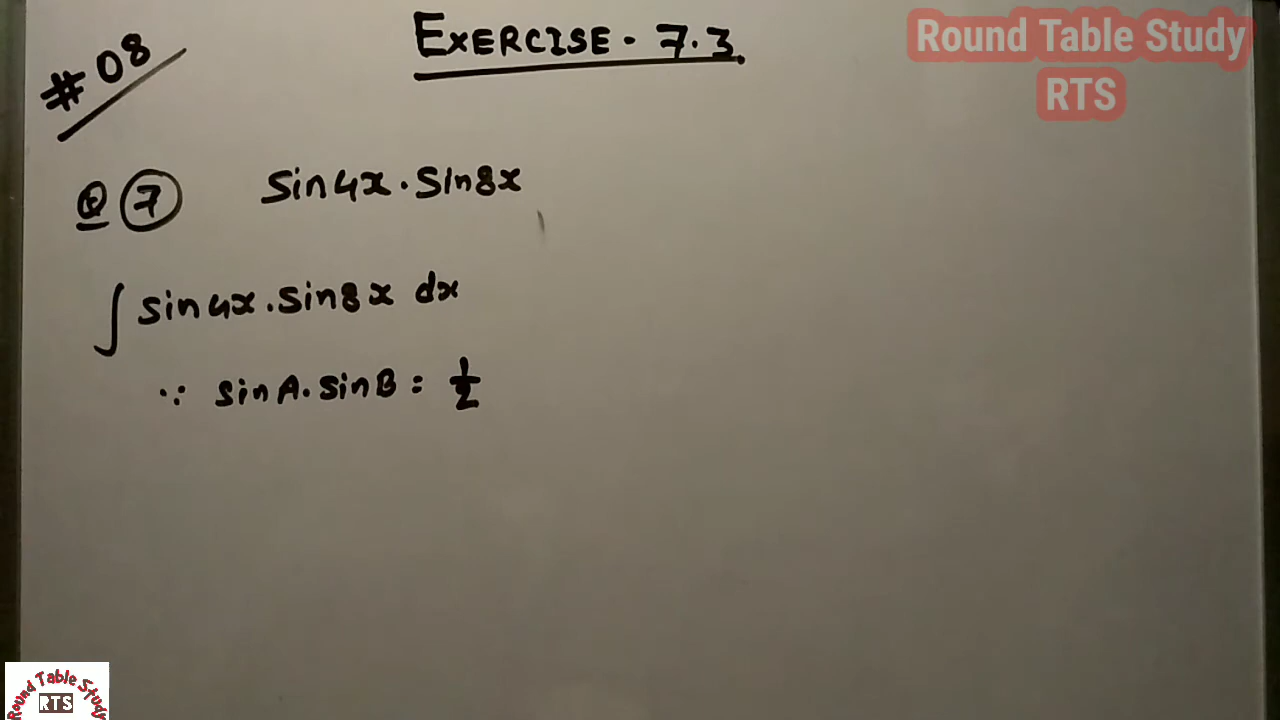 # 08
EXERCISE - 7.3.
Round Table Study
RTS
Q 7 sin4x . sin8x
∫ sin4x . sin8x dx
∵ sinA . sinB = 1/2
Round Table Study
RTS